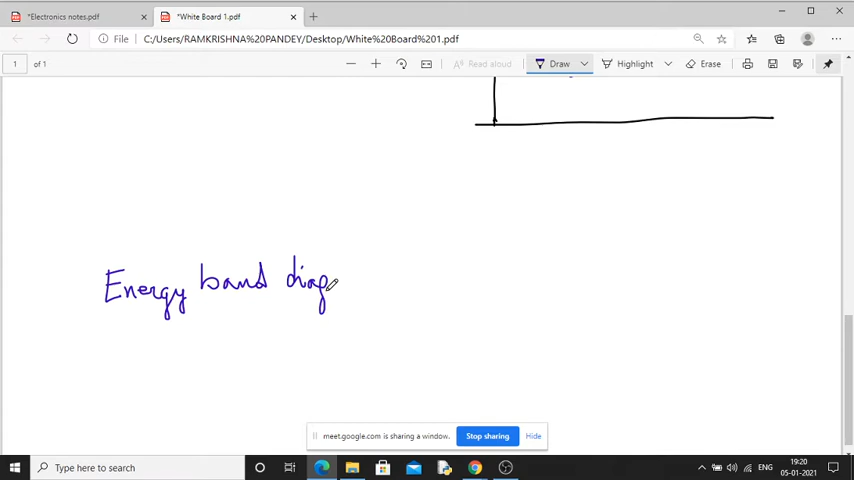 *Electronics notes.pdf
*White Board 1.pdf
File C:/Users/RAMKRISHNA%20PANDEY/Desktop/White%20Board%201.pdf
1 of 1 Read aloud Draw Highlight Erase
Energy band diag
meet.google.com is sharing a window. Stop sharing Hide
Type here to search
ENG
19:20
05-01-2021